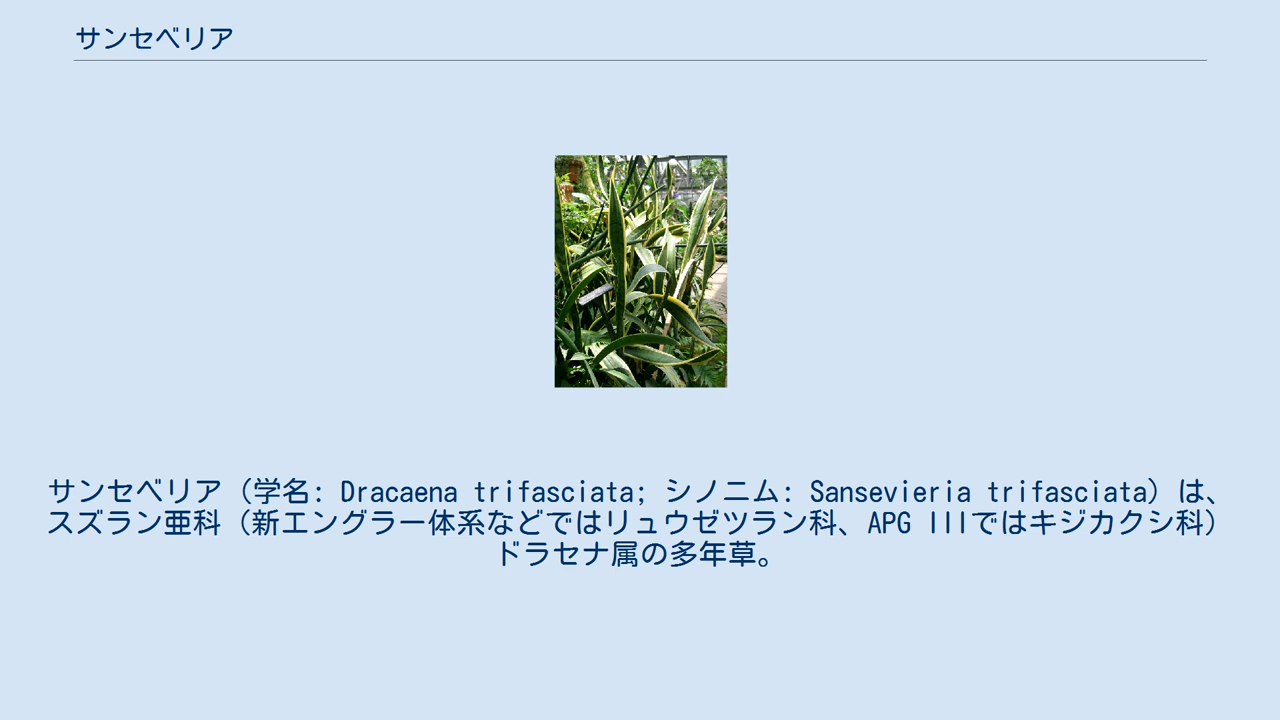 サンセベリア
サンセベリア（学名: Dracaena trifasciata; シノニム: Sansevieria trifasciata）は、
スズラン亜科（新エングラー体系などではリュウゼツラン科、APG IIIではキジカクシ科）
ドラセナ属の多年草。